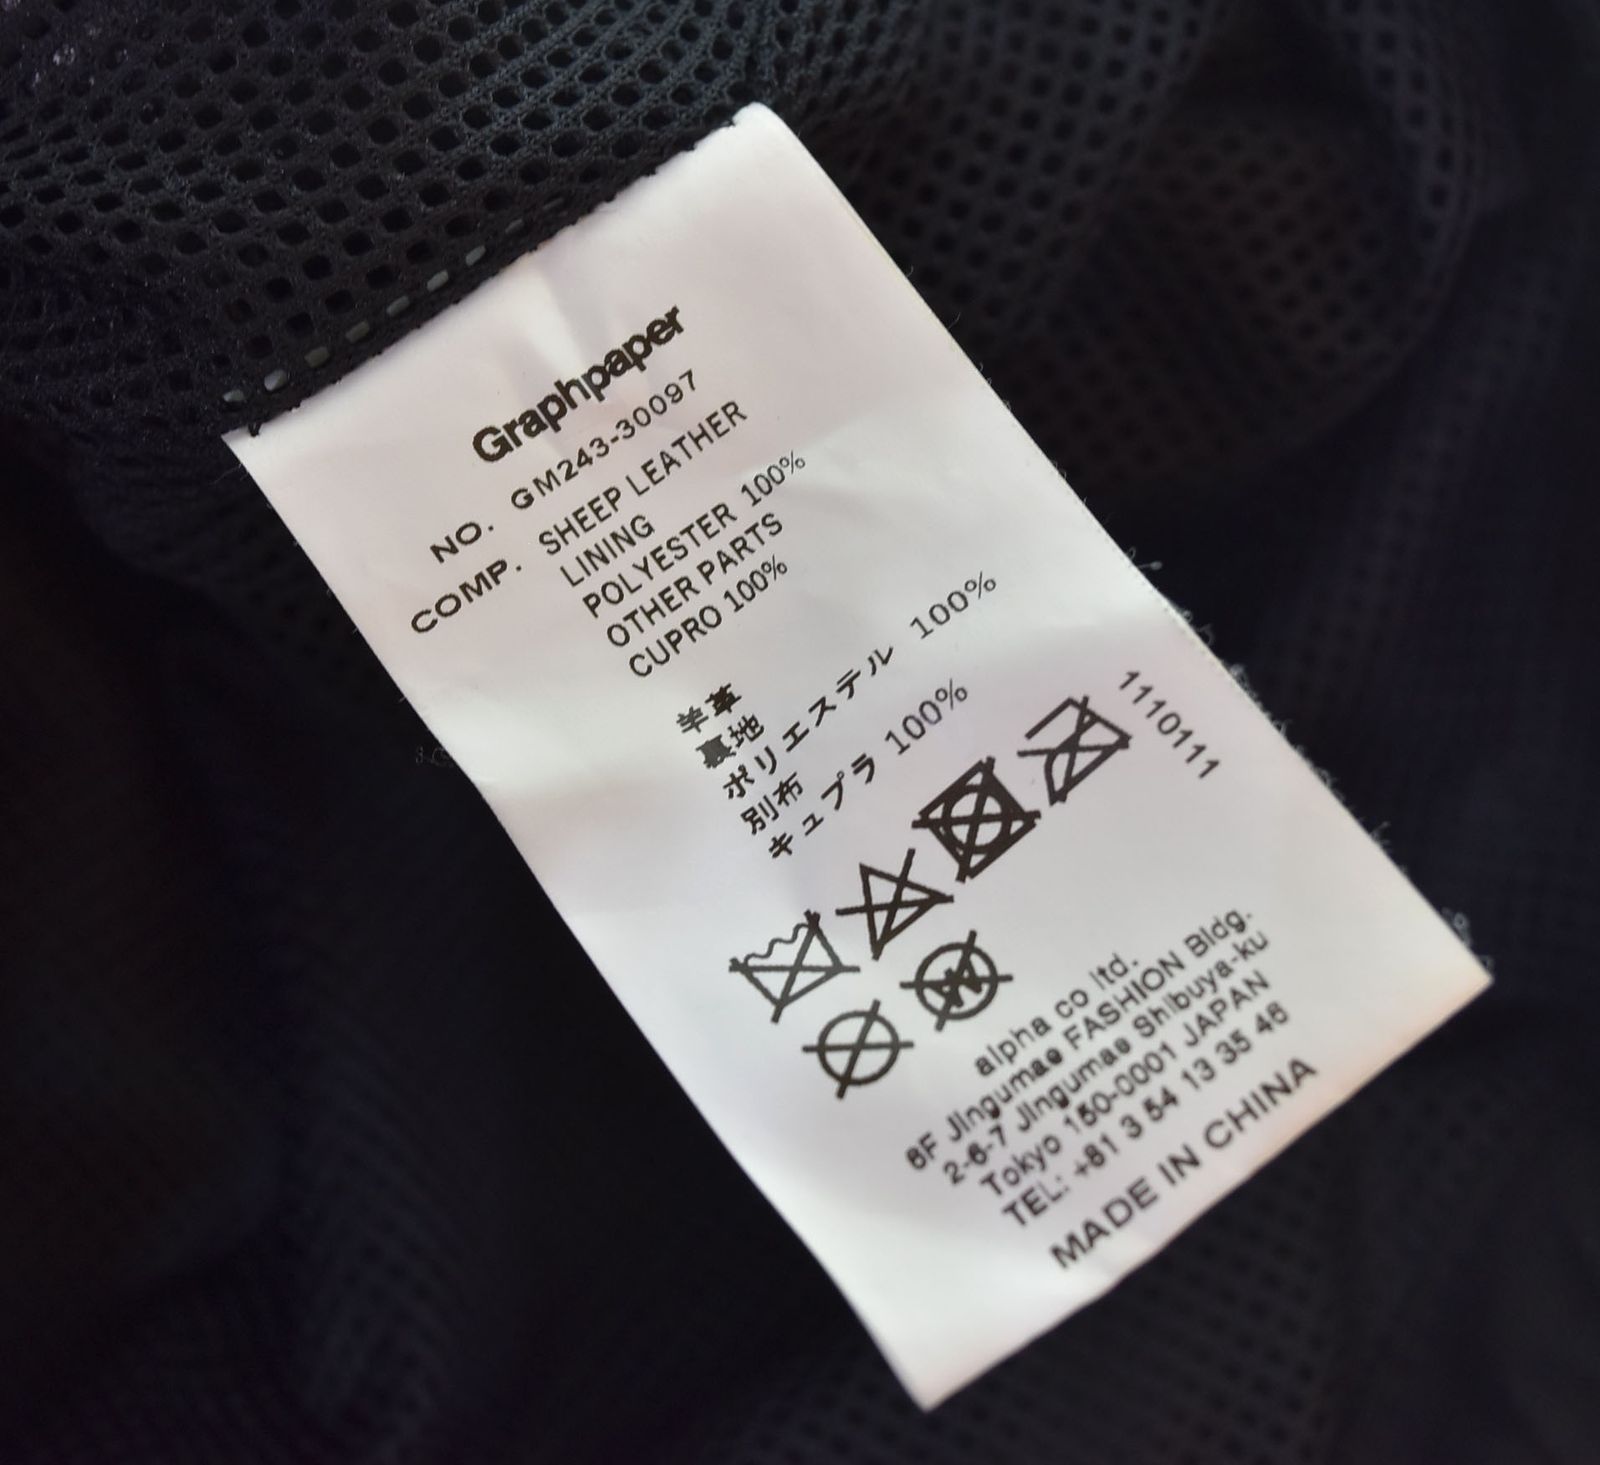 Graphpaper
NO. GM243-30097
COMP. SHEEP LEATHER
LINING
POLYESTER 100%
OTHER PARTS
CUPRO 100%
羊革
裏地
ポリエステル 100%
別布
キュプラ 100%
1110111
W
alpha co ltd.
6F Jingumae FASHION Bldg.
2-6-7 Jingumae Shibuya-ku
Tokyo 150-0001 JAPAN
TEL: +81 3 54 13 35 46
MADE IN CHINA